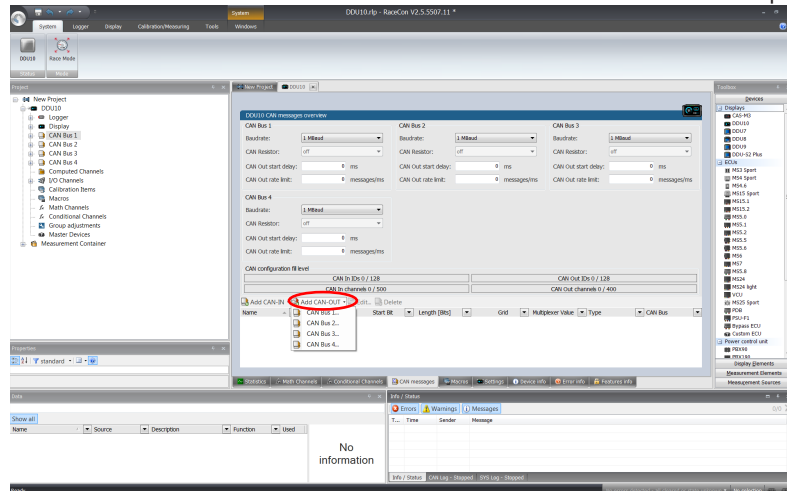 System
DDU10.rlp - RaceCon V2.5.5507.11 *
System Logger Display Calibration/Measuring Tools Windows
DDU10 Race Mode
Status Mode
Project
New Project
DDU10
Logger
Display
CAN Bus 1
CAN Bus 2
CAN Bus 3
CAN Bus 4
Computed Channels
I/O Channels
Calibration Items
Macros
Math Channels
Conditional Channels
Group adjustments
Master Devices
Measurement Container
Properties
standard
New Project DDU10
DDU10 CAN messages overview
CAN Bus 1 CAN Bus 2 CAN Bus 3
Baudrate: 1 MBaud Baudrate: 1 MBaud Baudrate: 1 MBaud
CAN Resistor: off CAN Resistor: off CAN Resistor: off
CAN Out start delay: 0 ms CAN Out start delay: 0 ms CAN Out start delay: 0 ms
CAN Out rate limit: 0 messages/ms CAN Out rate limit: 0 messages/ms CAN Out rate limit: 0 messages/ms
CAN Bus 4
Baudrate: 1 MBaud
CAN Resistor: off
CAN Out start delay: 0 ms
CAN Out rate limit: 0 messages/ms
CAN configuration fill level
CAN In IDs 0 / 128 CAN Out IDs 0 / 128
CAN In channels 0 / 500 CAN Out channels 0 / 400
Add CAN-IN Add CAN-OUT Edit... Delete
Name Start Bit Length [Bits] Grid Multiplexer Value Type CAN Bus
CAN Bus 1...
CAN Bus 2...
CAN Bus 3...
CAN Bus 4...
Statistics Math Channels Conditional Channels CAN messages Macros Settings Device info Error info Features info
Toolbox
Devices
Displays
CAS-M3
DDU10
DDU7
DDU8
DDU9
DDU-S2 Plus
ECUs
MS3 Sport
MS4 Sport
MS4.6
MS15 Sport
MS15.1
MS15.2
MS5.0
MS5.1
MS5.2
MS5.5
MS5.6
MS6
MS7
MS5.8
MS24
MS24 light
VCU
MS25 Sport
PDB
PSU-F1
Bypass ECU
Custom ECU
Power control unit
PBX90
PBX190
Display Elements
Measurement Elements
Measurement Sources
Data
Show all
Name Source Description Function Used
No
information
Info / Status
Errors Warnings Messages 0/0
T... Time Sender Message
Info / Status CAN Log - Stopped SYS Log - Stopped
Ready
No selection